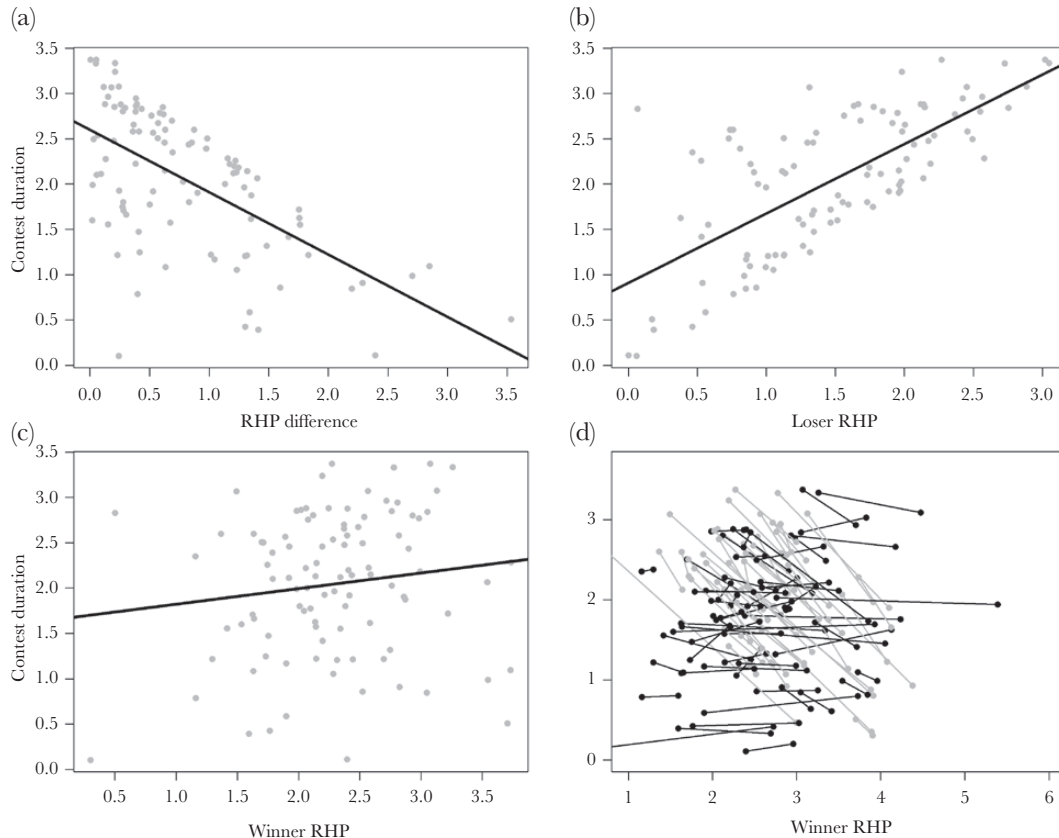 (a)
(b)
3.5
3.0
2.5
2.0
1.5
1.0
0.5
0.0
Contest duration
0.0 0.5 1.0 1.5 2.0 2.5 3.0 3.5
RHP difference
3.5
3.0
2.5
2.0
1.5
1.0
0.5
0.0
0.0 0.5 1.0 1.5 2.0 2.5 3.0
Loser RHP
(c)
(d)
3.5
3.0
2.5
2.0
1.5
1.0
0.5
0.0
Contest duration
0.5 1.0 1.5 2.0 2.5 3.0 3.5
Winner RHP
3
2
1
0
1 2 3 4 5 6
Winner RHP